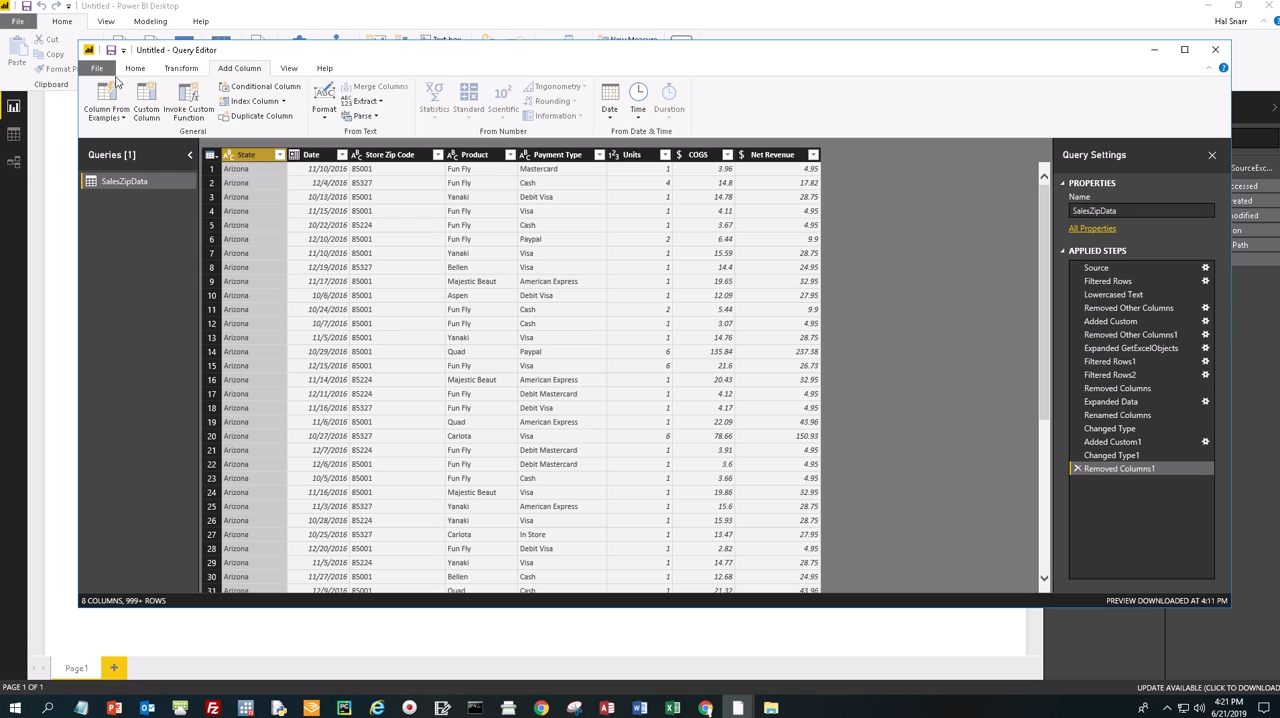 Untitled - Power BI Desktop
File Home View Modeling Help Hal Snarr
Cut
Copy
Paste Format P
Clipboard
Text box
New Measure
Untitled - Query Editor
File Home Transform Add Column View Help
Column From Examples
Custom Column
Invoke Custom Function
Conditional Column
Index Column
Duplicate Column
General
Format
Merge Columns
Extract
Parse
From Text
Statistics Standard Scientific
Trigonometry
Rounding
Information
From Number
Date Time Duration
From Date & Time
Queries [1]
SalesZipData
State Date Store Zip Code Product Payment Type Units COGS Net Revenue
1 Arizona 11/10/2016 85001 Fun Fly Mastercard 1 3.96 4.95
2 Arizona 12/4/2016 85327 Fun Fly Cash 4 14.8 17.82
3 Arizona 10/13/2016 85001 Yanaki Debit Visa 1 14.78 28.75
4 Arizona 11/15/2016 85001 Fun Fly Visa 1 4.11 4.95
5 Arizona 10/22/2016 85224 Fun Fly Cash 1 3.67 4.95
6 Arizona 12/10/2016 85001 Fun Fly Paypal 2 6.44 9.9
7 Arizona 11/10/2016 85001 Yanaki Visa 1 15.59 28.75
8 Arizona 12/19/2016 85327 Bellen Visa 1 14.4 24.95
9 Arizona 11/17/2016 85001 Majestic Beaut American Express 1 19.65 32.95
10 Arizona 10/6/2016 85001 Aspen Debit Visa 1 12.09 27.95
11 Arizona 10/24/2016 85001 Fun Fly Cash 2 5.44 9.9
12 Arizona 10/7/2016 85001 Fun Fly Cash 1 3.07 4.95
13 Arizona 11/5/2016 85001 Yanaki Visa 1 14.76 28.75
14 Arizona 10/29/2016 85001 Quad Paypal 6 135.84 237.38
15 Arizona 12/15/2016 85001 Fun Fly Visa 6 21.6 26.73
16 Arizona 11/14/2016 85224 Majestic Beaut American Express 1 20.43 32.95
17 Arizona 12/11/2016 85224 Fun Fly Debit Mastercard 1 4.12 4.95
18 Arizona 11/16/2016 85327 Fun Fly Debit Visa 1 4.17 4.95
19 Arizona 11/6/2016 85001 Quad American Express 1 22.09 43.96
20 Arizona 10/27/2016 85327 Carlota Visa 6 78.66 150.93
21 Arizona 12/7/2016 85224 Fun Fly Debit Mastercard 1 3.91 4.95
22 Arizona 12/6/2016 85001 Fun Fly Debit Mastercard 1 3.6 4.95
23 Arizona 10/5/2016 85001 Fun Fly Cash 1 3.66 4.95
24 Arizona 11/16/2016 85001 Majestic Beaut Visa 1 19.86 32.95
25 Arizona 11/3/2016 85327 Yanaki American Express 1 15.6 28.75
26 Arizona 10/28/2016 85224 Yanaki Visa 1 15.93 28.75
27 Arizona 10/25/2016 85327 Carlota In Store 1 13.47 27.95
28 Arizona 12/20/2016 85001 Fun Fly Debit Visa 1 2.82 4.95
29 Arizona 11/5/2016 85224 Yanaki Visa 1 14.77 28.75
30 Arizona 11/27/2016 85001 Bellen Cash 1 12.68 24.95
31 Arizona 12/9/2016 85001 Quad Cash 1 21.32 43.96
Query Settings
PROPERTIES
Name
SalesZipData
All Properties
APPLIED STEPS
Source
Filtered Rows
Lowercased Text
Removed Other Columns
Added Custom
Removed Other Columns1
Expanded GetExcelObjects
Filtered Rows1
Filtered Rows2
Removed Columns
Expanded Data
Renamed Columns
Changed Type
Added Custom1
Changed Type1
Removed Columns1
8 COLUMNS, 999+ ROWS
PREVIEW DOWNLOADED AT 4:11 PM
SourceExc...
Page1
PAGE 1 OF 1
UPDATE AVAILABLE (CLICK TO DOWNLOAD
4:21 PM
6/21/2019